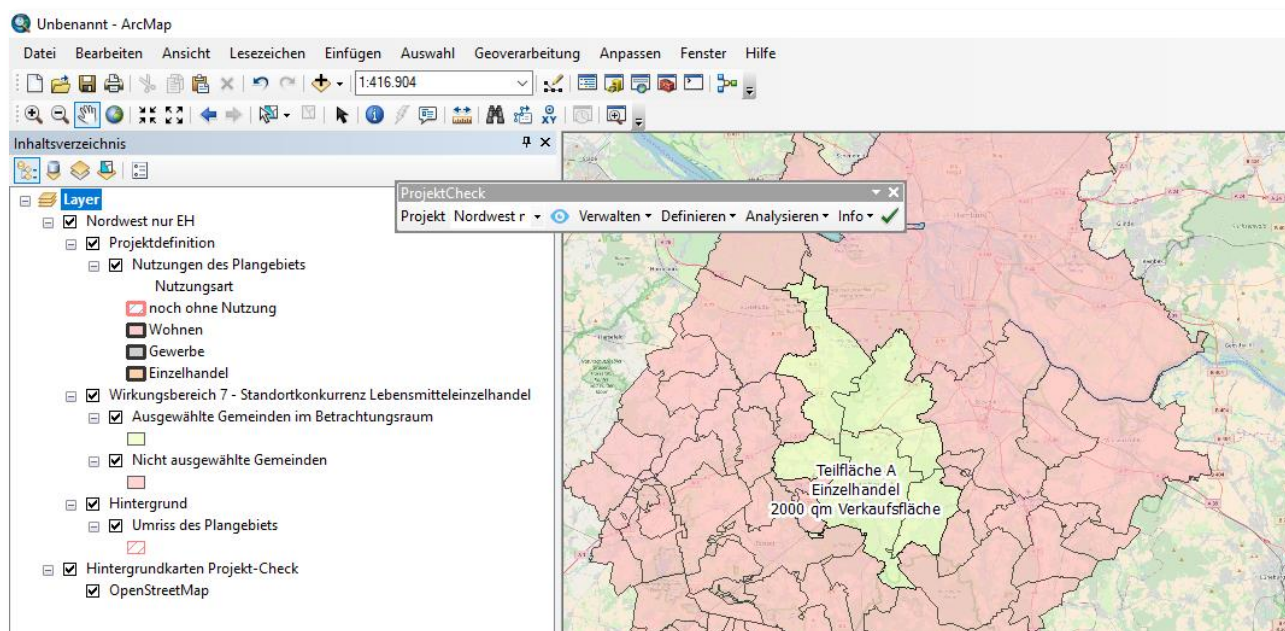 Unbenannt - ArcMap
Datei Bearbeiten Ansicht Lesezeichen Einfügen Auswahl Geoverarbeitung Anpassen Fenster Hilfe
1:416.904
Inhaltsverzeichnis
ProjektCheck
Projekt Nordwest r Verwalten Definieren Analysieren Info
Layer
Nordwest nur EH
Projektdefinition
Nutzungen des Plangebiets
Nutzungsart
noch ohne Nutzung
Wohnen
Gewerbe
Einzelhandel
Wirkungsbereich 7 - Standortkonkurrenz Lebensmitteleinzelhandel
Ausgewählte Gemeinden im Betrachtungsraum
Nicht ausgewählte Gemeinden
Hintergrund
Umriss des Plangebiets
Hintergrundkarten Projekt-Check
OpenStreetMap
Hamburg
Teilfläche A
Einzelhandel
2000 qm Verkaufsfläche